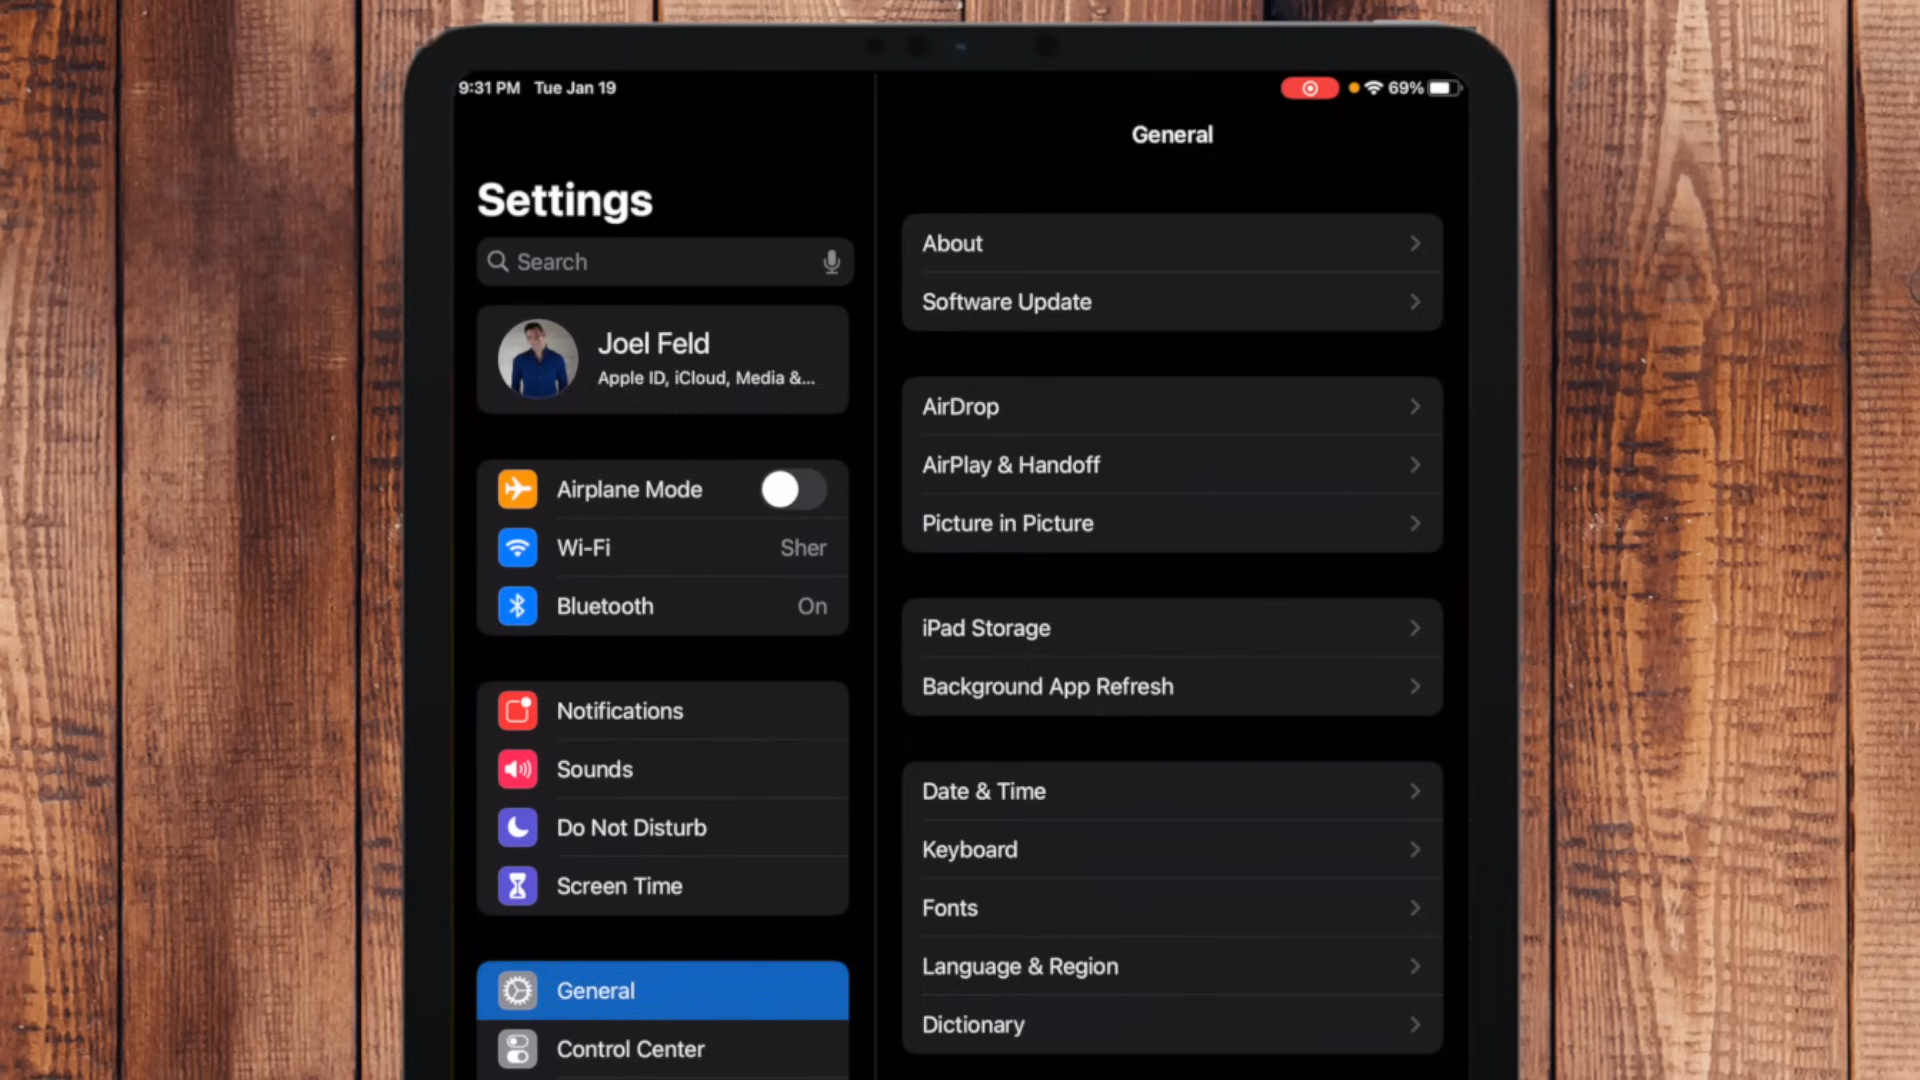 9:31 PM Tue Jan 19
69%
Settings
Search
Joel Feld
Apple ID, iCloud, Media &...
Airplane Mode
Wi-Fi Sher
Bluetooth On
Notifications
Sounds
Do Not Disturb
Screen Time
General
Control Center
General
About
Software Update
AirDrop
AirPlay & Handoff
Picture in Picture
iPad Storage
Background App Refresh
Date & Time
Keyboard
Fonts
Language & Region
Dictionary